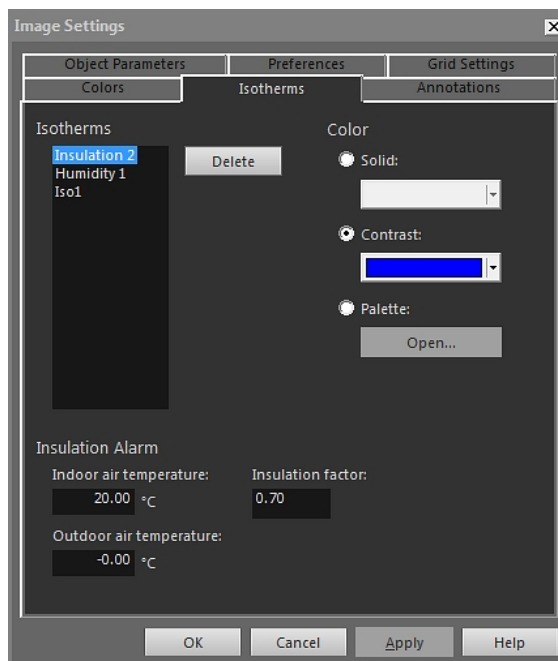 Image Settings
Object Parameters Preferences Grid Settings
Colors Isotherms Annotations
Isotherms
Insulation 2
Humidity 1
Iso1
Delete
Color
Solid:
Contrast:
Palette:
Open...
Insulation Alarm
Indoor air temperature: Insulation factor:
20.00 °C 0.70
Outdoor air temperature:
-0.00 °C
OK Cancel Apply Help